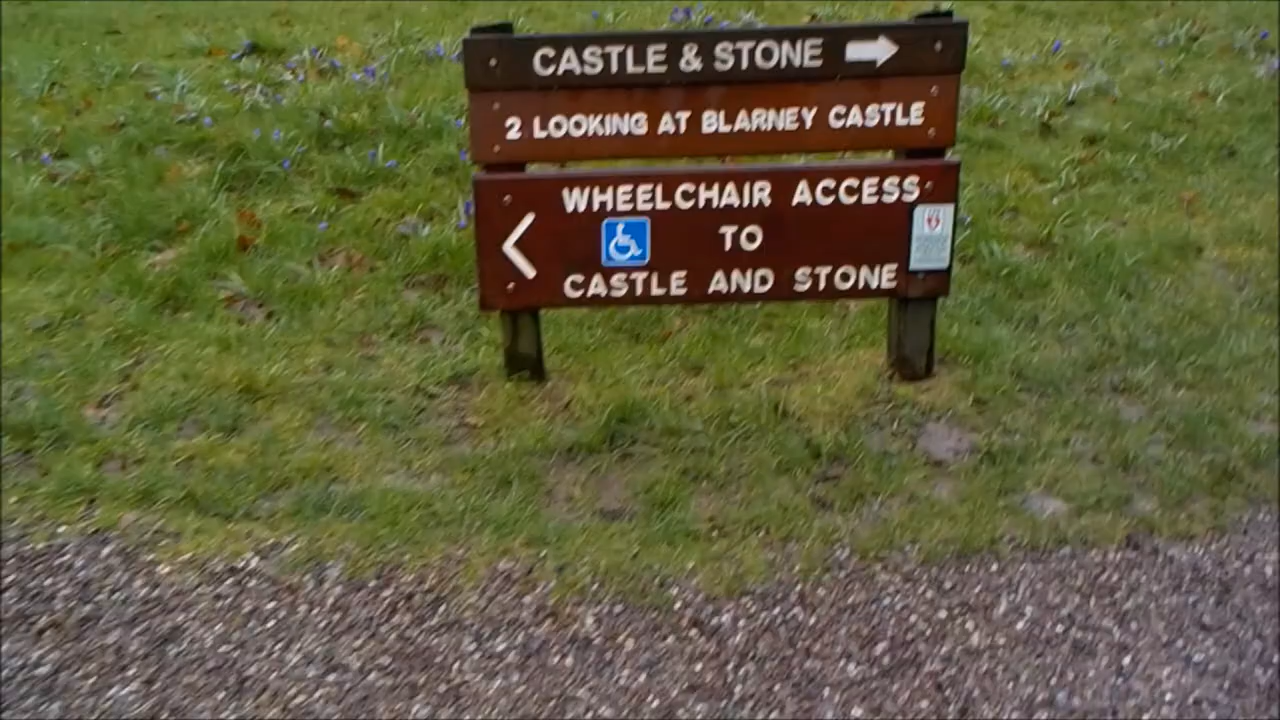 CASTLE & STONE
2 LOOKING AT BLARNEY CASTLE
WHEELCHAIR ACCESS
TO
CASTLE AND STONE